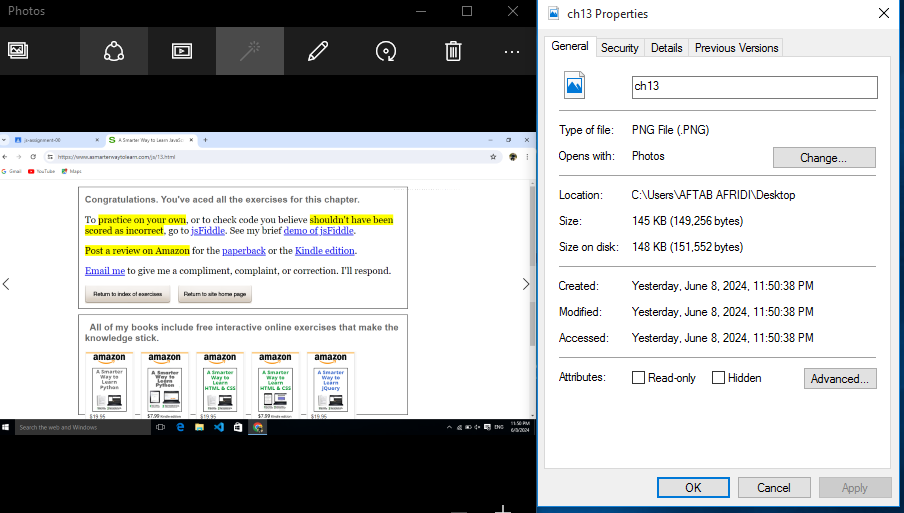 Photos
js-assignment-00
A Smarter Way to Learn JavaSc
https://www.asmarterwaytolearn.com/js/13.html
Gmail
YouTube
Maps
Congratulations. You've aced all the exercises for this chapter.
To practice on your own, or to check code you believe shouldn't have been
scored as incorrect, go to jsFiddle. See my brief demo of jsFiddle.
Post a review on Amazon for the paperback or the Kindle edition.
Email me to give me a compliment, complaint, or correction. I'll respond.
Return to index of exercises
Return to site home page
All of my books include free interactive online exercises that make the
knowledge stick.
amazon
amazon
amazon
amazon
amazon
A Smarter
Way to
Learn
Python
A Smarter
Way to
Learn
Python
A Smarter
Way to
Learn
HTML & CSS
A Smarter
Way to
Learn
HTML & CSS
A Smarter
Way to
Learn
jQuery
$19.95
$7.99 Kindle edition
$19.95
$7.99 Kindle edition
$19.95
Search the web and Windows
ENG
11:50 PM
6/8/2024
ch13 Properties
General
Security
Details
Previous Versions
ch13
Type of file:
PNG File (.PNG)
Opens with:
Photos
Change...
Location:
C:\Users\AFTAB AFRIDI\Desktop
Size:
145 KB (149,256 bytes)
Size on disk:
148 KB (151,552 bytes)
Created:
Yesterday, June 8, 2024, 11:50:38 PM
Modified:
Yesterday, June 8, 2024, 11:50:38 PM
Accessed:
Yesterday, June 8, 2024, 11:50:38 PM
Attributes:
Read-only
Hidden
Advanced...
OK
Cancel
Apply